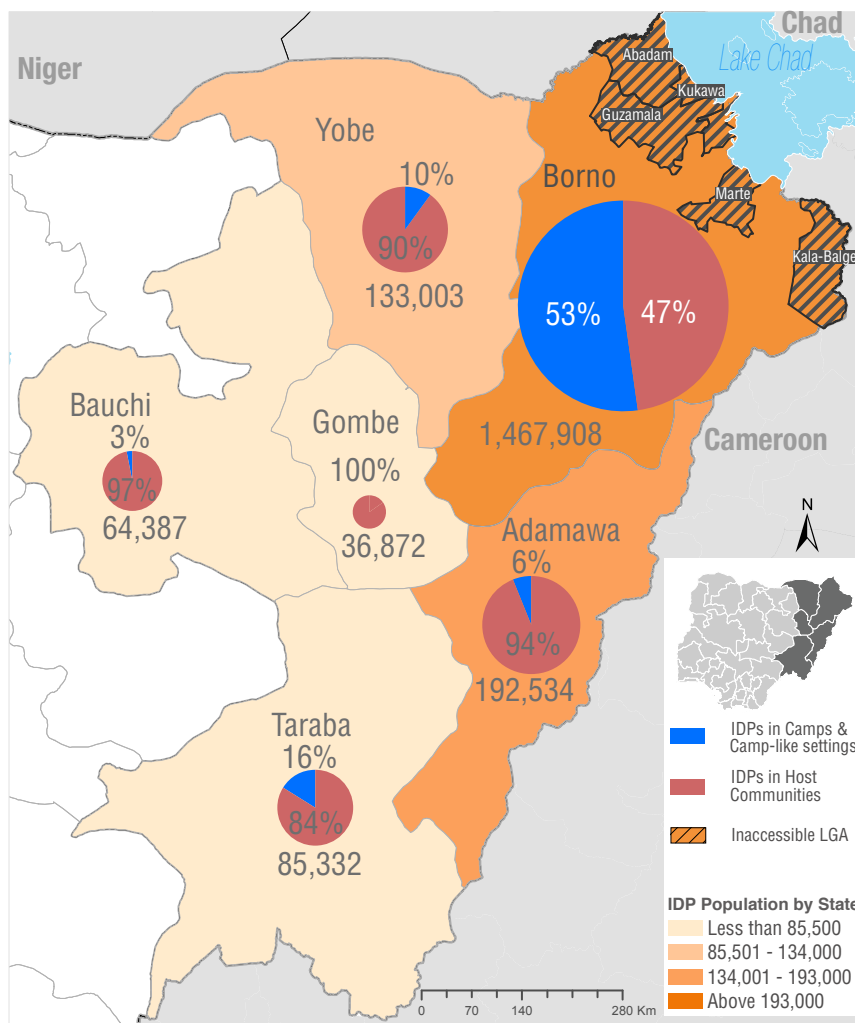 Chad
Niger
Lake Chad
Abadam
Kukawa
Guzamala
Yobe
10%
90%
133,003
Borno
Marte
Kala-Balge
53%
47%
1,467,908
Bauchi
3%
97%
64,387
Gombe
100%
36,872
Cameroon
N
Adamawa
6%
94%
192,534
Taraba
16%
84%
85,332
IDPs in Camps &
Camp-like settings
IDPs in Host
Communities
Inaccessible LGA
IDP Population by State
Less than 85,500
85,501 - 134,000
134,001 - 193,000
Above 193,000
0 70 140 280 Km